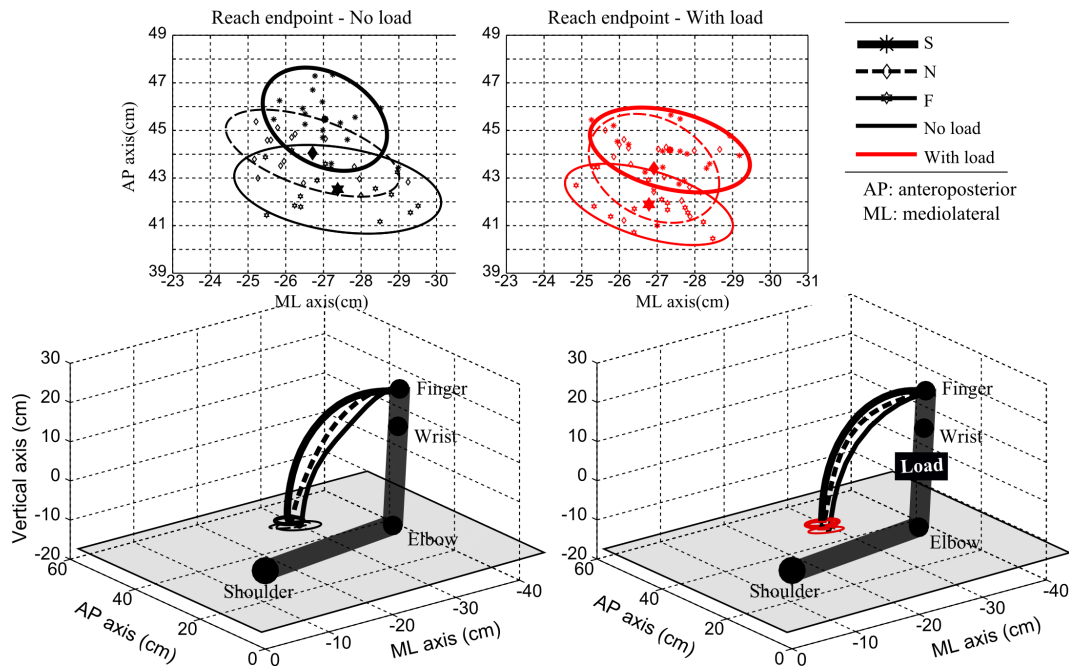 Reach endpoint - No load
Reach endpoint - With load
49
47
45
43
41
39
AP axis(cm)
-23 -24 -25 -26 -27 -28 -29 -30
ML axis(cm)
49
47
45
43
41
39
-23 -24 -25 -26 -27 -28 -29 -30 -31
ML axis(cm)
S
N
F
No load
With load
AP: anteroposterior
ML: mediolateral
30
20
10
0
-10
-20
Vertical axis (cm)
60
40
20
0
AP axis (cm)
0
-10
-20
-30
-40
ML axis (cm)
Finger
Wrist
Elbow
Shoulder
30
20
10
0
-10
-20
60
40
20
0
AP axis (cm)
0
-10
-20
-30
-40
ML axis (cm)
Finger
Wrist
Load
Elbow
Shoulder